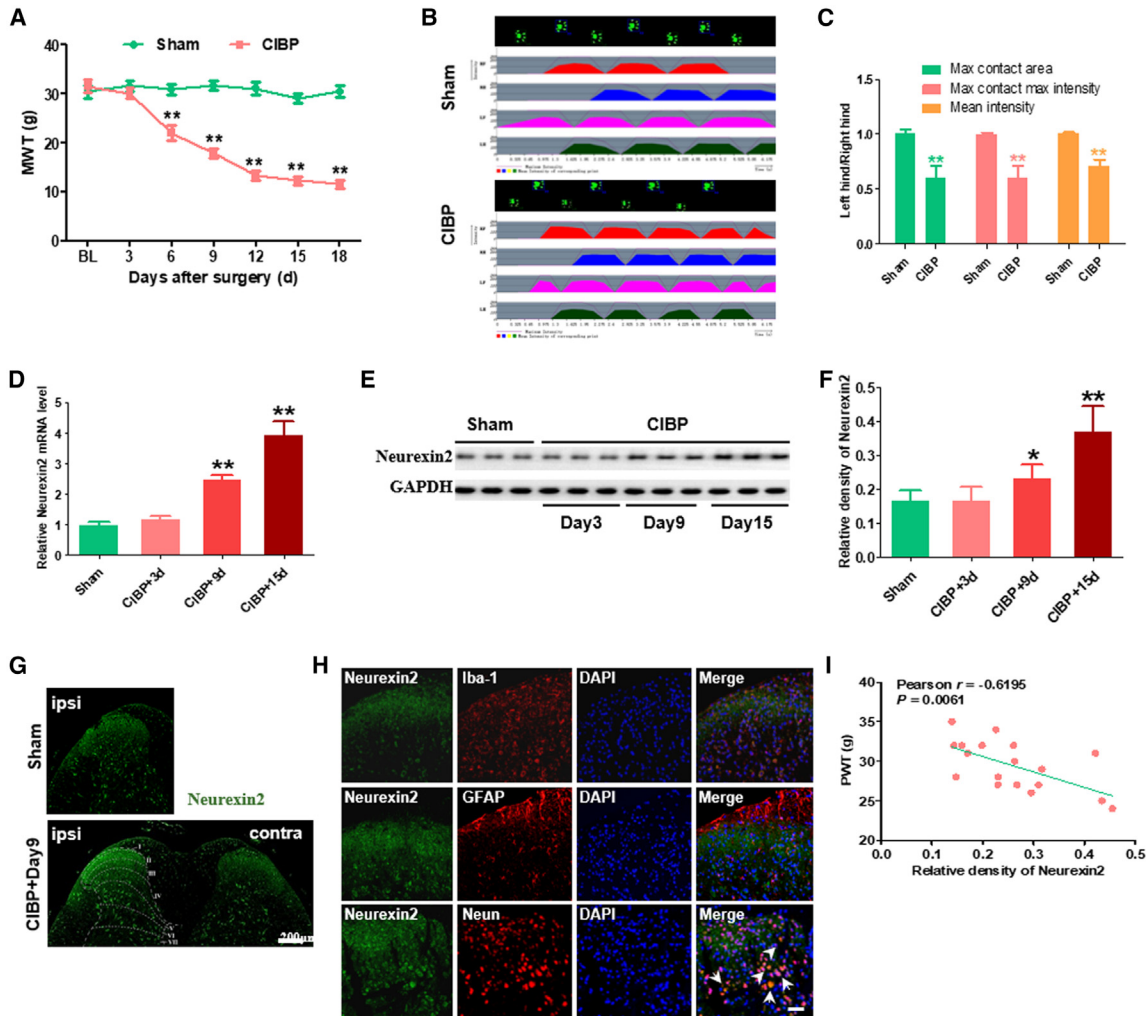 A
Sham
CIBP
MWT (g)
40
30
20
10
0
**
**
**
**
**
BL
3
6
9
12
15
18
Days after surgery (d)
B
Sham
CIBP
C
Max contact area
Max contact max intensity
Mean intensity
Left hind/Right hind
1.5
1.0
0.5
0.0
**
**
**
Sham
CIBP
Sham
CIBP
Sham
CIBP
D
Relative Neurexin2 mRNA level
5
4
3
2
1
0
**
**
Sham
CIBP+3d
CIBP+9d
CIBP+15d
E
Sham
CIBP
Neurexin2
GAPDH
Day3
Day9
Day15
F
Relative density of Neurexin2
0.5
0.4
0.3
0.2
0.1
0.0
*
**
Sham
CIBP+3d
CIBP+9d
CIBP+15d
G
Sham
ipsi
Neurexin2
CIBP+Day9
ipsi
contra
200μm
H
Neurexin2
Iba-1
DAPI
Merge
Neurexin2
GFAP
DAPI
Merge
Neurexin2
Neun
DAPI
Merge
I
Pearson r = -0.6195
P = 0.0061
PWT (g)
40
35
30
25
20
0.0
0.1
0.2
0.3
0.4
0.5
Relative density of Neurexin2